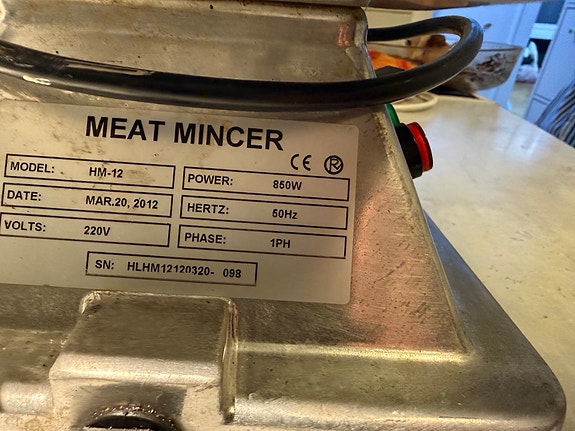 MEAT MINCER
CE ®
MODEL: HM-12 POWER: 850W
DATE: MAR.20, 2012 HERTZ: 50Hz
VOLTS: 220V PHASE: 1PH
SN: HLHM12120320- 098